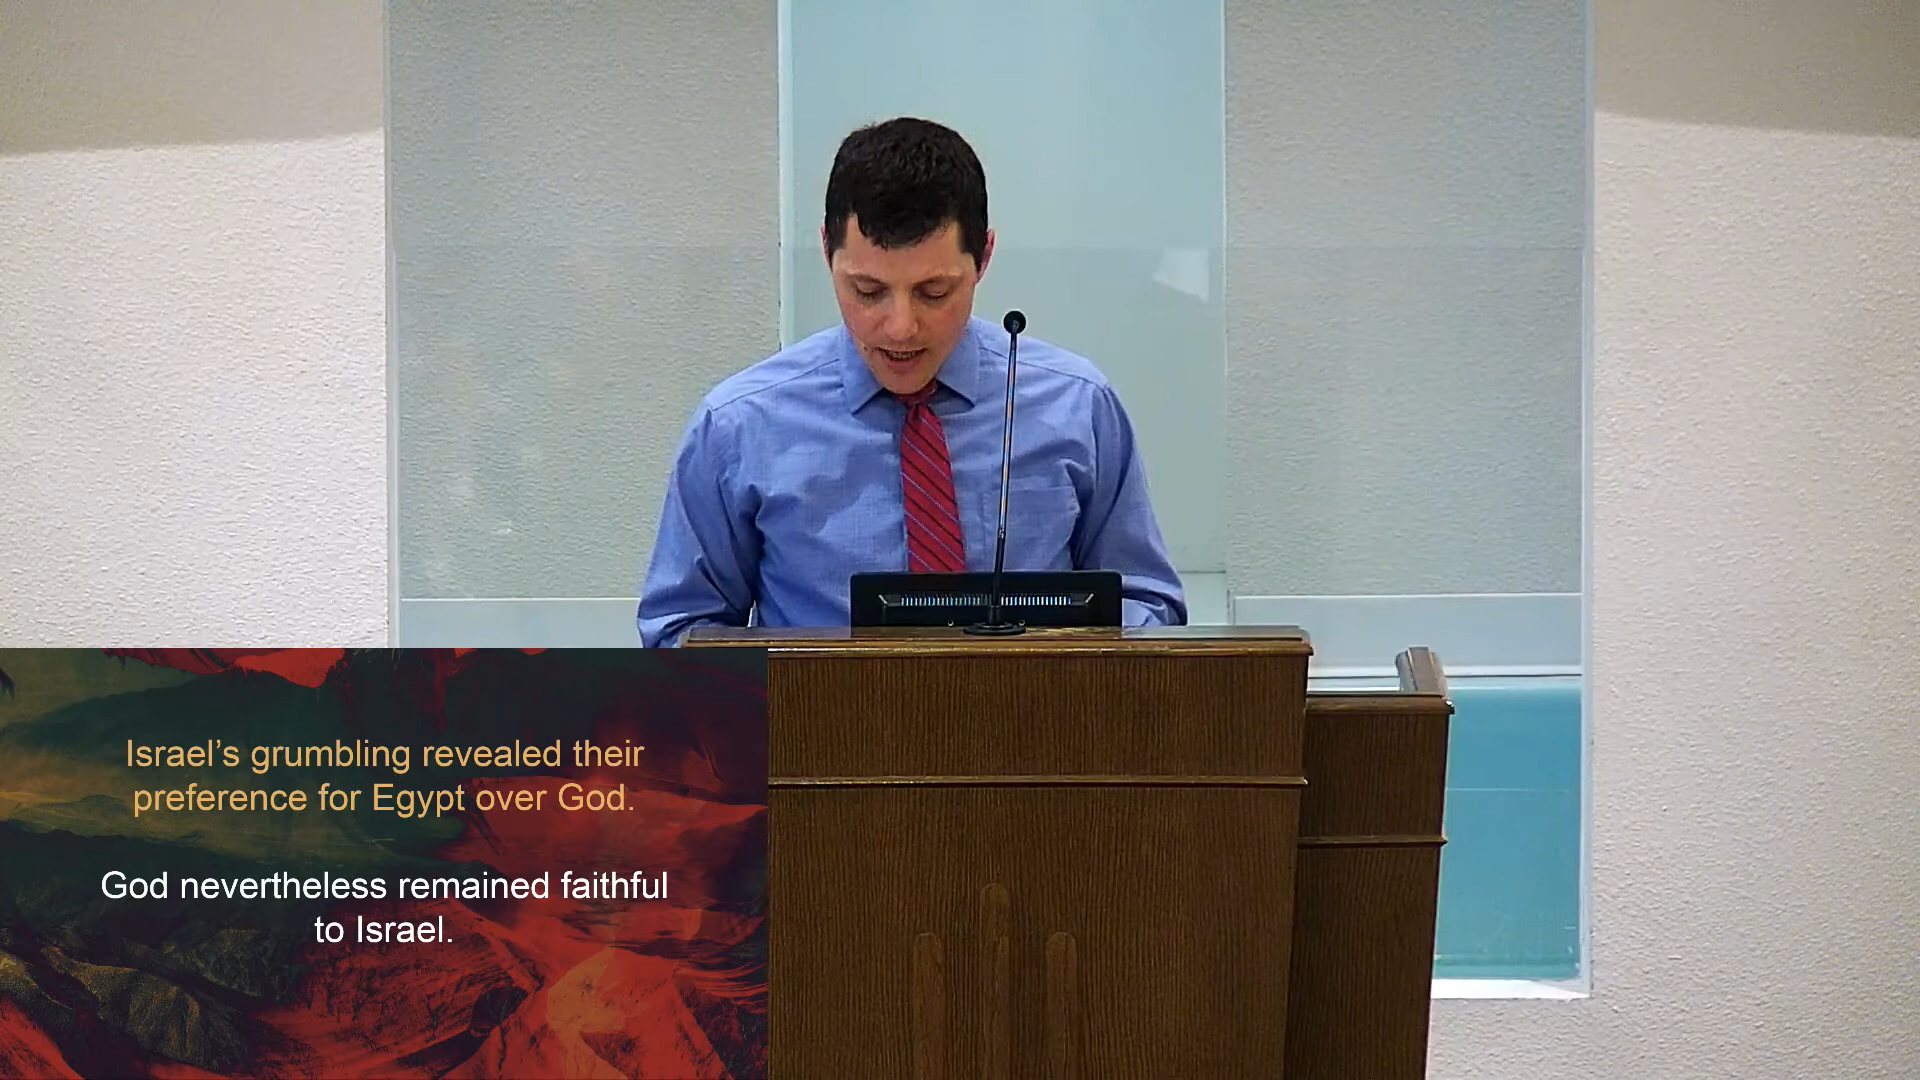 Israel’s grumbling revealed their
preference for Egypt over God.
God nevertheless remained faithful
to Israel.